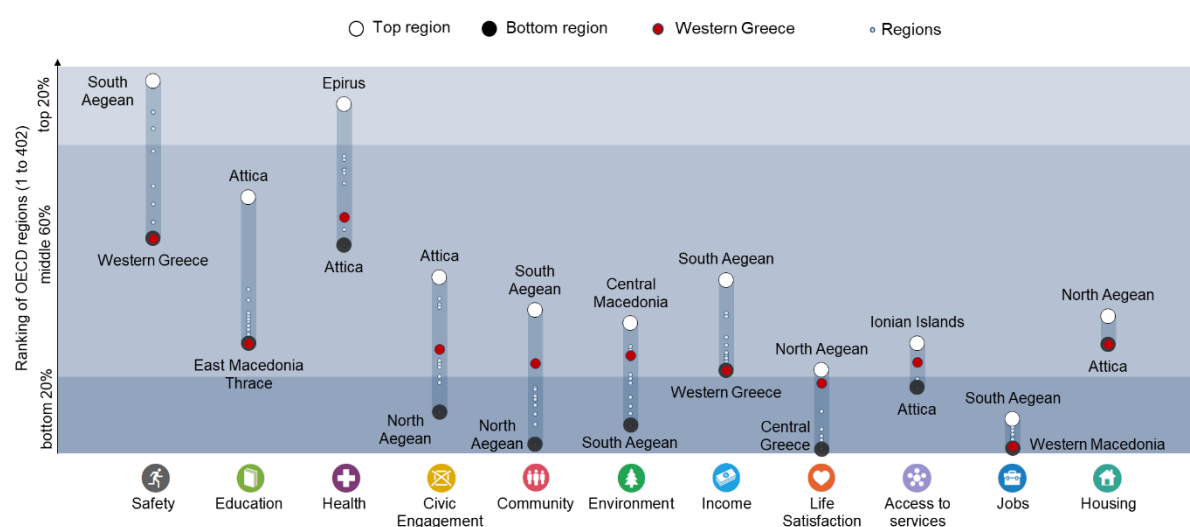 Top region
Bottom region
Western Greece
Regions
Ranking of OECD regions (1 to 402)
top 20%
middle 60%
bottom 20%
South
Aegean
Western Greece
Attica
East Macedonia
Thrace
Epirus
Attica
Attica
North
Aegean
South
Aegean
North
Aegean
Central
Macedonia
South Aegean
South Aegean
Western Greece
North Aegean
Central
Greece
Ionian Islands
Attica
South Aegean
Western Macedonia
North Aegean
Attica
Safety
Education
Health
Civic
Engagement
Community
Environment
Income
Life
Satisfaction
Access to
services
Jobs
Housing